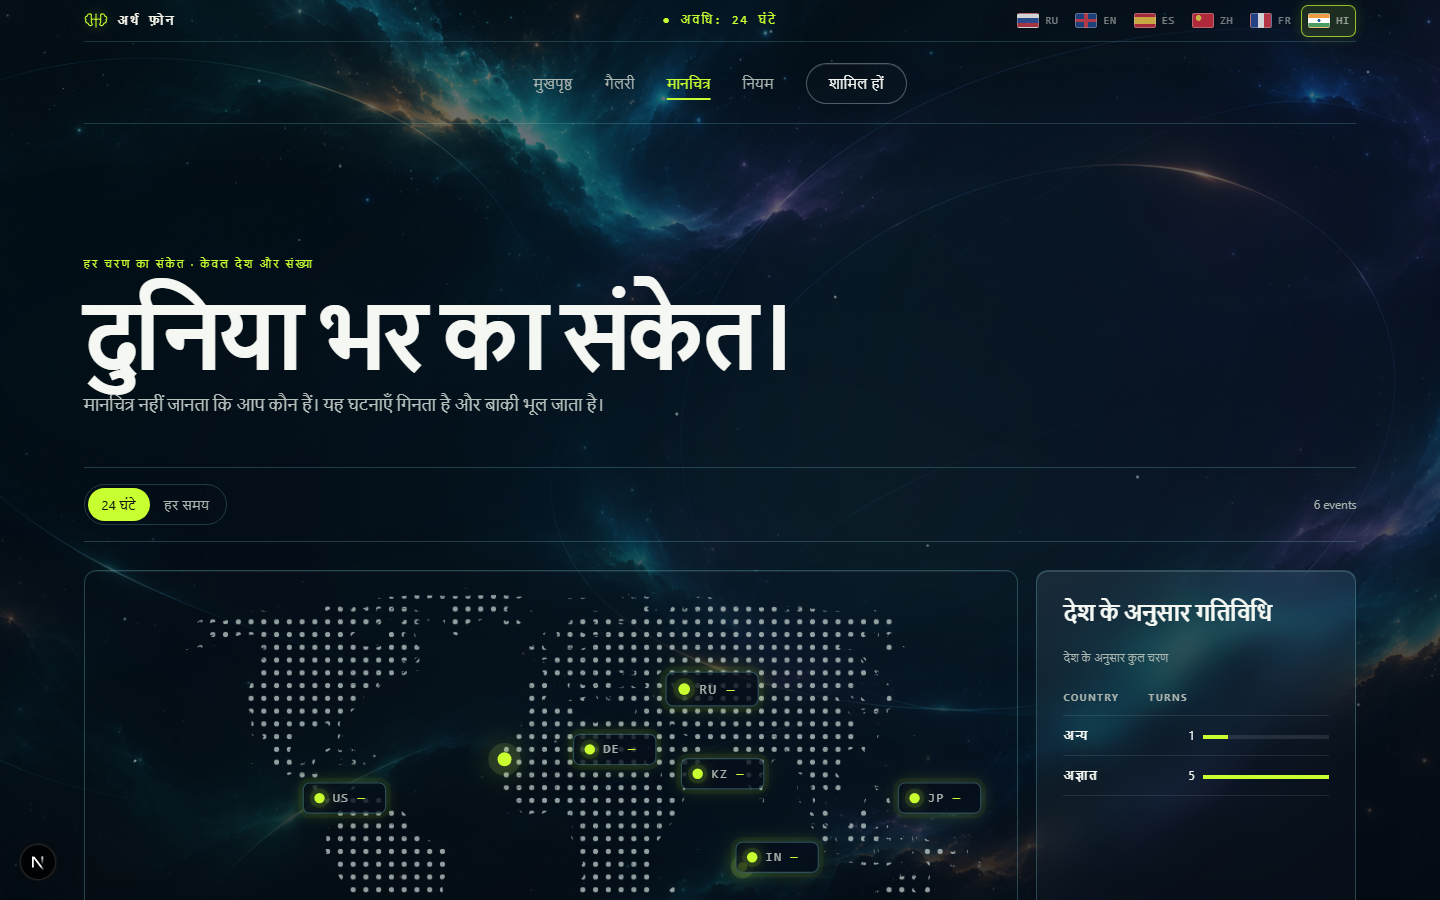 अर्थ फ़ोन
• अवधि: 24 घंटे
RU EN ES ZH FR HI
मुखपृष्ठ गैलरी मानचित्र नियम शामिल हों
हर चरण का संकेत · केवल देश और संख्या
दुनिया भर का संकेत।
मानचित्र नहीं जानता कि आप कौन हैं। यह घटनाएँ गिनता है और बाकी भूल जाता है।
24 घंटे हर समय
6 events
RU —
DE —
KZ —
US —
JP —
IN —
देश के अनुसार गतिविधि
देश के अनुसार कुल चरण
COUNTRY TURNS
अन्य 1
अज्ञात 5
N